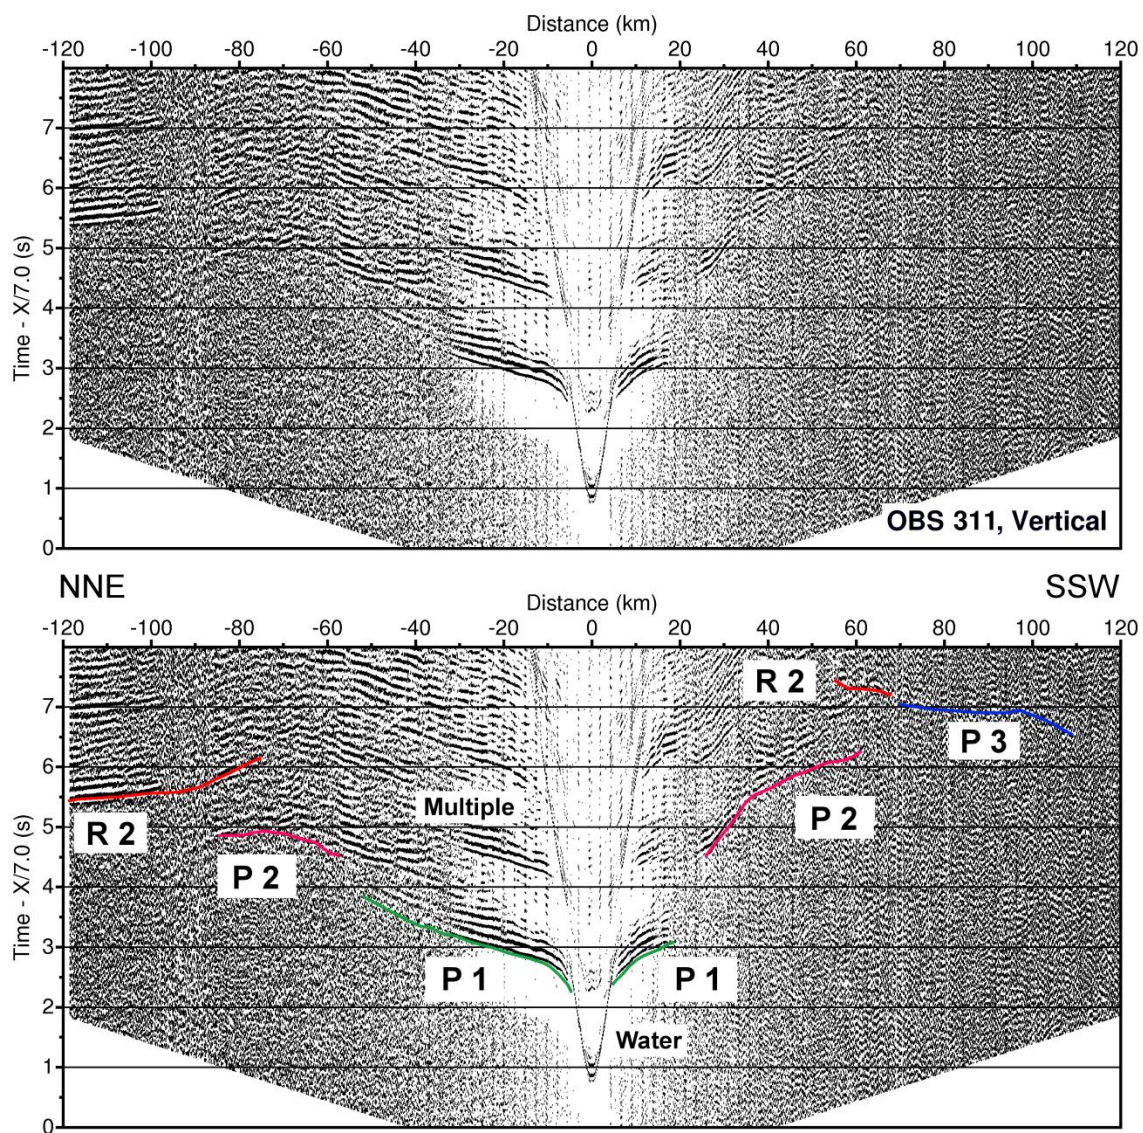 Distance (km)
-120 -100 -80 -60 -40 -20 0 20 40 60 80 100 120
Time - X/7.0 (s)
7
6
5
4
3
2
1
0
OBS 311, Vertical
NNE SSW
Distance (km)
-120 -100 -80 -60 -40 -20 0 20 40 60 80 100 120
Time - X/7.0 (s)
7
6
5
4
3
2
1
0
R 2
P 3
Multiple
P 2
R 2
P 2
P 1 P 1
Water